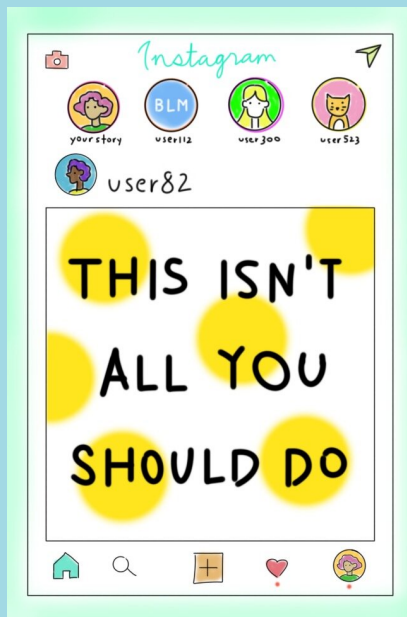 Instagram
BLM
your story user112 user300 user523
user82
THIS ISN'T
ALL YOU
SHOULD DO